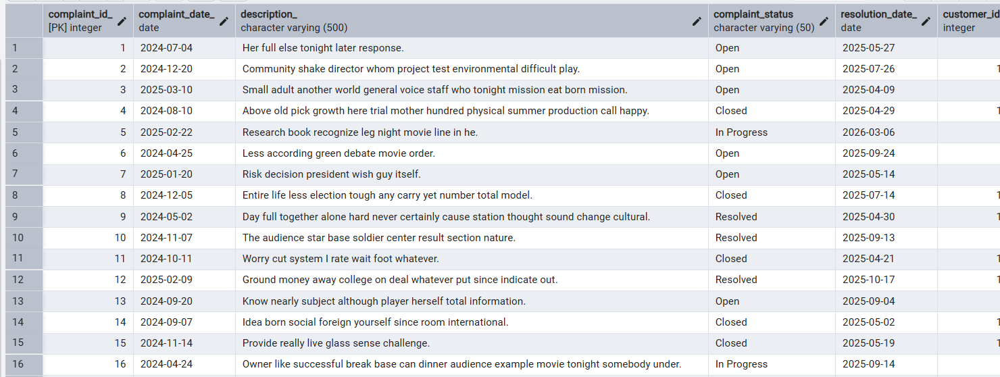 complaint_id_ complaint_date_ description_ complaint_status resolution_date_ customer_id
[PK] integer date character varying (500) character varying (50) date integer
1 1 2024-07-04 Her full else tonight later response. Open 2025-05-27
2 2 2024-12-20 Community shake director whom project test environmental difficult play. Open 2025-07-26 1
3 3 2025-03-10 Small adult another world general voice staff who tonight mission eat born mission. Open 2025-04-09
4 4 2024-08-10 Above old pick growth here trial mother hundred physical summer production call happy. Closed 2025-04-29 1
5 5 2025-02-22 Research book recognize leg night movie line in he. In Progress 2026-03-06
6 6 2024-04-25 Less according green debate movie order. Open 2025-09-24
7 7 2025-01-20 Risk decision president wish guy itself. Open 2025-05-14
8 8 2024-12-05 Entire life less election tough any carry yet number total model. Closed 2025-07-14 1
9 9 2024-05-02 Day full together alone hard never certainly cause station thought sound change cultural. Resolved 2025-04-30 1
10 10 2024-11-07 The audience star base soldier center result section nature. Resolved 2025-09-13
11 11 2024-10-11 Worry cut system I rate wait foot whatever. Closed 2025-04-21 1
12 12 2025-02-09 Ground money away college on deal whatever put since indicate out. Resolved 2025-10-17 1
13 13 2024-09-20 Know nearly subject although player herself total information. Open 2025-09-04
14 14 2024-09-07 Idea born social foreign yourself since room international. Closed 2025-05-02 1
15 15 2024-11-14 Provide really live glass sense challenge. Closed 2025-05-19 1
16 16 2024-04-24 Owner like successful break base can dinner audience example movie tonight somebody under. In Progress 2025-09-14